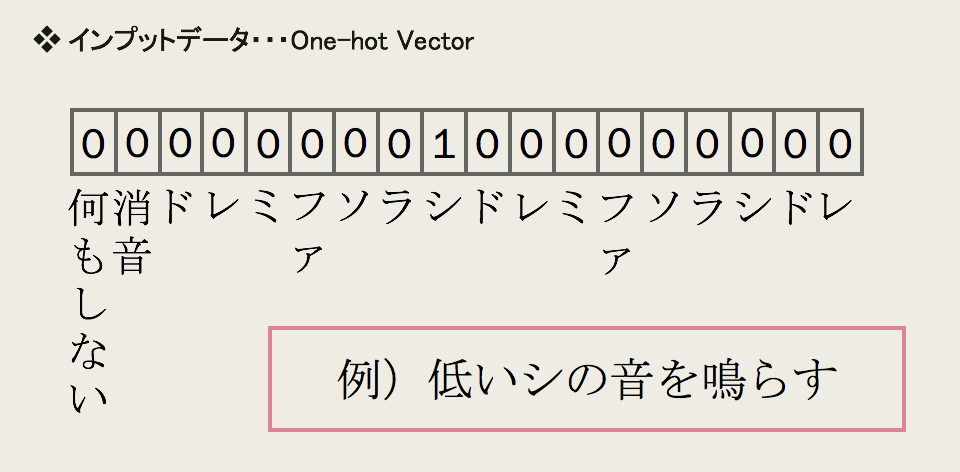 ❖ インプットデータ・・・One-hot Vector
0 0 0 0 0 0 0 0 1 0 0 0 0 0 0 0 0 0
何もしない 消音 ド レ ミ ファ ソ ラ シ ド レ ミ ファ ソ ラ シ ド レ
例）低いシの音を鳴らす